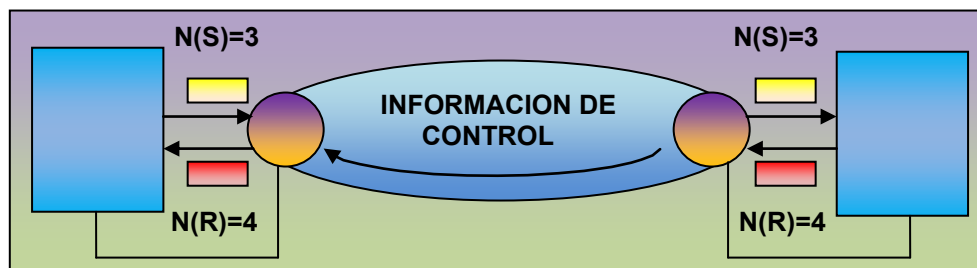 N(S)=3
N(S)=3
INFORMACION DE
CONTROL
N(R)=4
N(R)=4